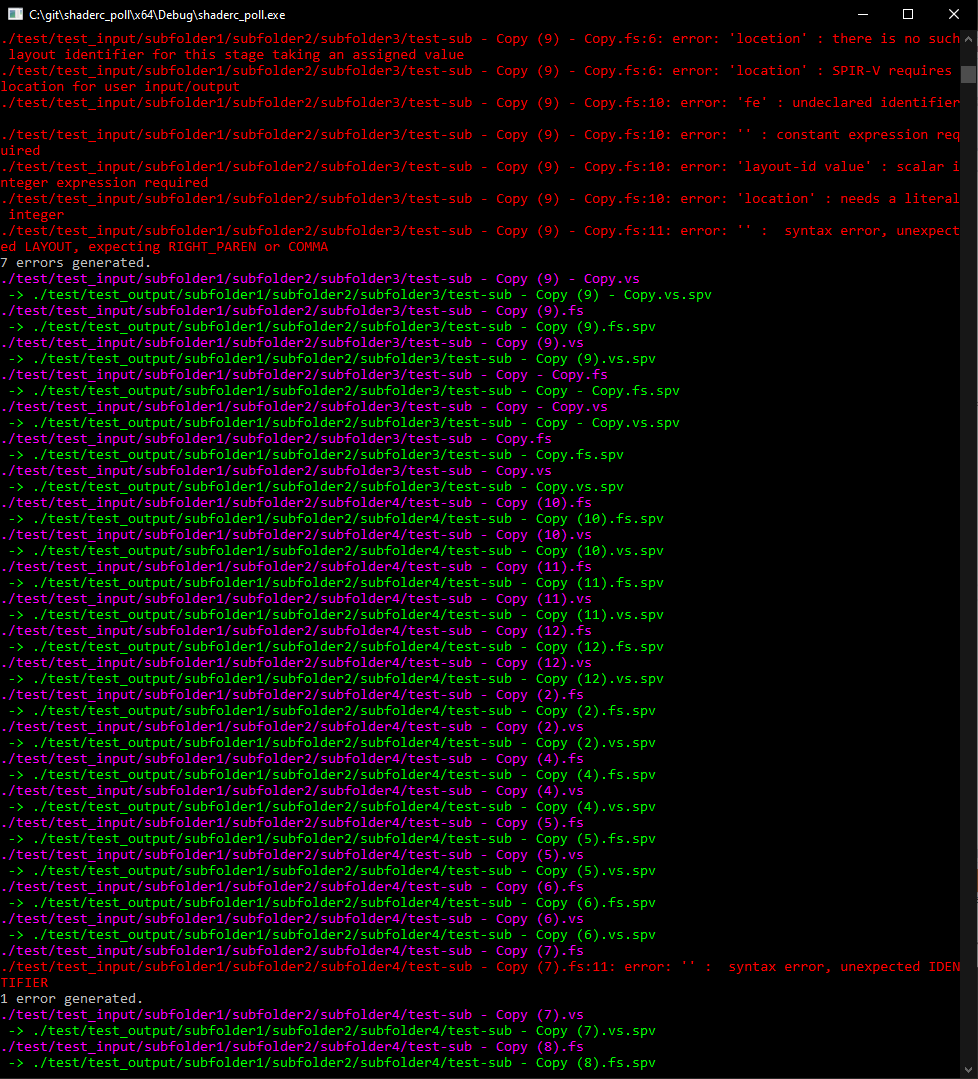 C:\git\shaderc_poll\x64\Debug\shaderc_poll.exe
./test/test_input/subfolder1/subfolder2/subfolder3/test-sub - Copy (9) - Copy.fs:6: error: 'locetion' : there is no such
 layout identifier for this stage taking an assigned value
./test/test_input/subfolder1/subfolder2/subfolder3/test-sub - Copy (9) - Copy.fs:6: error: 'location' : SPIR-V requires
location for user input/output
./test/test_input/subfolder1/subfolder2/subfolder3/test-sub - Copy (9) - Copy.fs:10: error: 'fe' : undeclared identifier
./test/test_input/subfolder1/subfolder2/subfolder3/test-sub - Copy (9) - Copy.fs:10: error: '' : constant expression req
uired
./test/test_input/subfolder1/subfolder2/subfolder3/test-sub - Copy (9) - Copy.fs:10: error: 'layout-id value' : scalar i
nteger expression required
./test/test_input/subfolder1/subfolder2/subfolder3/test-sub - Copy (9) - Copy.fs:10: error: 'location' : needs a literal
 integer
./test/test_input/subfolder1/subfolder2/subfolder3/test-sub - Copy (9) - Copy.fs:11: error: '' :  syntax error, unexpect
ed LAYOUT, expecting RIGHT_PAREN or COMMA
7 errors generated.
./test/test_input/subfolder1/subfolder2/subfolder3/test-sub - Copy (9) - Copy.vs
 -> ./test/test_output/subfolder1/subfolder2/subfolder3/test-sub - Copy (9) - Copy.vs.spv
./test/test_input/subfolder1/subfolder2/subfolder3/test-sub - Copy (9).fs
 -> ./test/test_output/subfolder1/subfolder2/subfolder3/test-sub - Copy (9).fs.spv
./test/test_input/subfolder1/subfolder2/subfolder3/test-sub - Copy (9).vs
 -> ./test/test_output/subfolder1/subfolder2/subfolder3/test-sub - Copy (9).vs.spv
./test/test_input/subfolder1/subfolder2/subfolder3/test-sub - Copy - Copy.fs
 -> ./test/test_output/subfolder1/subfolder2/subfolder3/test-sub - Copy - Copy.fs.spv
./test/test_input/subfolder1/subfolder2/subfolder3/test-sub - Copy - Copy.vs
 -> ./test/test_output/subfolder1/subfolder2/subfolder3/test-sub - Copy - Copy.vs.spv
./test/test_input/subfolder1/subfolder2/subfolder3/test-sub - Copy.fs
 -> ./test/test_output/subfolder1/subfolder2/subfolder3/test-sub - Copy.fs.spv
./test/test_input/subfolder1/subfolder2/subfolder3/test-sub - Copy.vs
 -> ./test/test_output/subfolder1/subfolder2/subfolder3/test-sub - Copy.vs.spv
./test/test_input/subfolder1/subfolder2/subfolder4/test-sub - Copy (10).fs
 -> ./test/test_output/subfolder1/subfolder2/subfolder4/test-sub - Copy (10).fs.spv
./test/test_input/subfolder1/subfolder2/subfolder4/test-sub - Copy (10).vs
 -> ./test/test_output/subfolder1/subfolder2/subfolder4/test-sub - Copy (10).vs.spv
./test/test_input/subfolder1/subfolder2/subfolder4/test-sub - Copy (11).fs
 -> ./test/test_output/subfolder1/subfolder2/subfolder4/test-sub - Copy (11).fs.spv
./test/test_input/subfolder1/subfolder2/subfolder4/test-sub - Copy (11).vs
 -> ./test/test_output/subfolder1/subfolder2/subfolder4/test-sub - Copy (11).vs.spv
./test/test_input/subfolder1/subfolder2/subfolder4/test-sub - Copy (12).fs
 -> ./test/test_output/subfolder1/subfolder2/subfolder4/test-sub - Copy (12).fs.spv
./test/test_input/subfolder1/subfolder2/subfolder4/test-sub - Copy (12).vs
 -> ./test/test_output/subfolder1/subfolder2/subfolder4/test-sub - Copy (12).vs.spv
./test/test_input/subfolder1/subfolder2/subfolder4/test-sub - Copy (2).fs
 -> ./test/test_output/subfolder1/subfolder2/subfolder4/test-sub - Copy (2).fs.spv
./test/test_input/subfolder1/subfolder2/subfolder4/test-sub - Copy (2).vs
 -> ./test/test_output/subfolder1/subfolder2/subfolder4/test-sub - Copy (2).vs.spv
./test/test_input/subfolder1/subfolder2/subfolder4/test-sub - Copy (4).fs
 -> ./test/test_output/subfolder1/subfolder2/subfolder4/test-sub - Copy (4).fs.spv
./test/test_input/subfolder1/subfolder2/subfolder4/test-sub - Copy (4).vs
 -> ./test/test_output/subfolder1/subfolder2/subfolder4/test-sub - Copy (4).vs.spv
./test/test_input/subfolder1/subfolder2/subfolder4/test-sub - Copy (5).fs
 -> ./test/test_output/subfolder1/subfolder2/subfolder4/test-sub - Copy (5).fs.spv
./test/test_input/subfolder1/subfolder2/subfolder4/test-sub - Copy (5).vs
 -> ./test/test_output/subfolder1/subfolder2/subfolder4/test-sub - Copy (5).vs.spv
./test/test_input/subfolder1/subfolder2/subfolder4/test-sub - Copy (6).fs
 -> ./test/test_output/subfolder1/subfolder2/subfolder4/test-sub - Copy (6).fs.spv
./test/test_input/subfolder1/subfolder2/subfolder4/test-sub - Copy (6).vs
 -> ./test/test_output/subfolder1/subfolder2/subfolder4/test-sub - Copy (6).vs.spv
./test/test_input/subfolder1/subfolder2/subfolder4/test-sub - Copy (7).fs
./test/test_input/subfolder1/subfolder2/subfolder4/test-sub - Copy (7).fs:11: error: '' :  syntax error, unexpected IDEN
TIFIER
1 error generated.
./test/test_input/subfolder1/subfolder2/subfolder4/test-sub - Copy (7).vs
 -> ./test/test_output/subfolder1/subfolder2/subfolder4/test-sub - Copy (7).vs.spv
./test/test_input/subfolder1/subfolder2/subfolder4/test-sub - Copy (8).fs
 -> ./test/test_output/subfolder1/subfolder2/subfolder4/test-sub - Copy (8).fs.spv